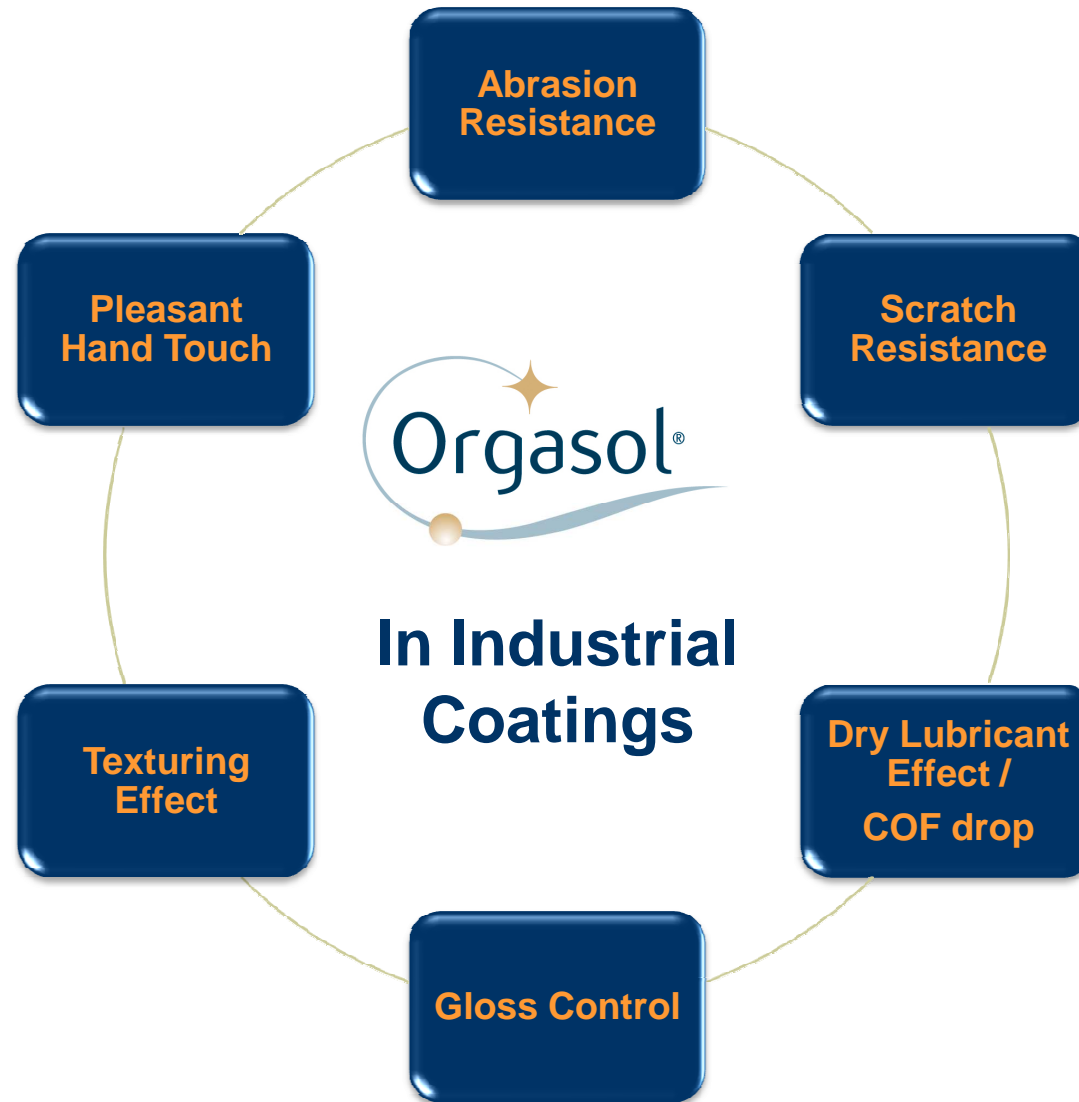 Abrasion
Resistance
Pleasant
Hand Touch
Scratch
Resistance
Orgasol®
In Industrial
Coatings
Texturing
Effect
Dry Lubricant
Effect /
COF drop
Gloss Control